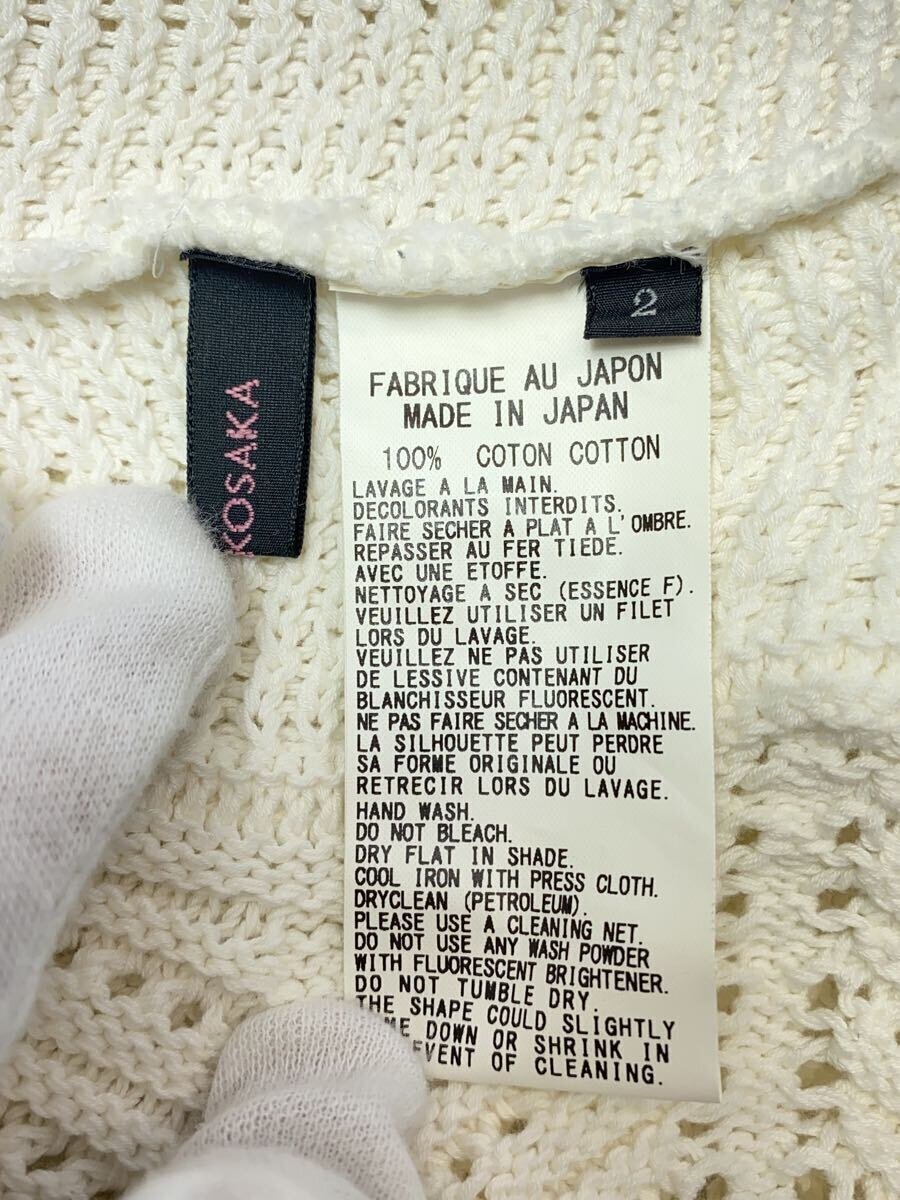 KOSAKA
2
FABRIQUE AU JAPON
MADE IN JAPAN
100% COTON COTTON
LAVAGE A LA MAIN.
DECOLORANTS INTERDITS.
FAIRE SECHER A PLAT A L'OMBRE.
REPASSER AU FER TIEDE.
AVEC UNE ETOFFE.
NETTOYAGE A SEC (ESSENCE F).
VEUILLEZ UTILISER UN FILET
LORS DU LAVAGE.
VEUILLEZ NE PAS UTILISER
DE LESSIVE CONTENANT DU
BLANCHISSEUR FLUORESCENT.
NE PAS FAIRE SECHER A LA MACHINE.
LA SILHOUETTE PEUT PERDRE
SA FORME ORIGINALE OU
RETRECIR LORS DU LAVAGE.
HAND WASH.
DO NOT BLEACH.
DRY FLAT IN SHADE.
COOL IRON WITH PRESS CLOTH.
DRYCLEAN (PETROLEUM).
PLEASE USE A CLEANING NET.
DO NOT USE ANY WASH POWDER
WITH FLUORESCENT BRIGHTENER.
DO NOT TUMBLE DRY.
THE SHAPE COULD SLIGHTLY
DOWN OR SHRINK IN
EVENT OF CLEANING.